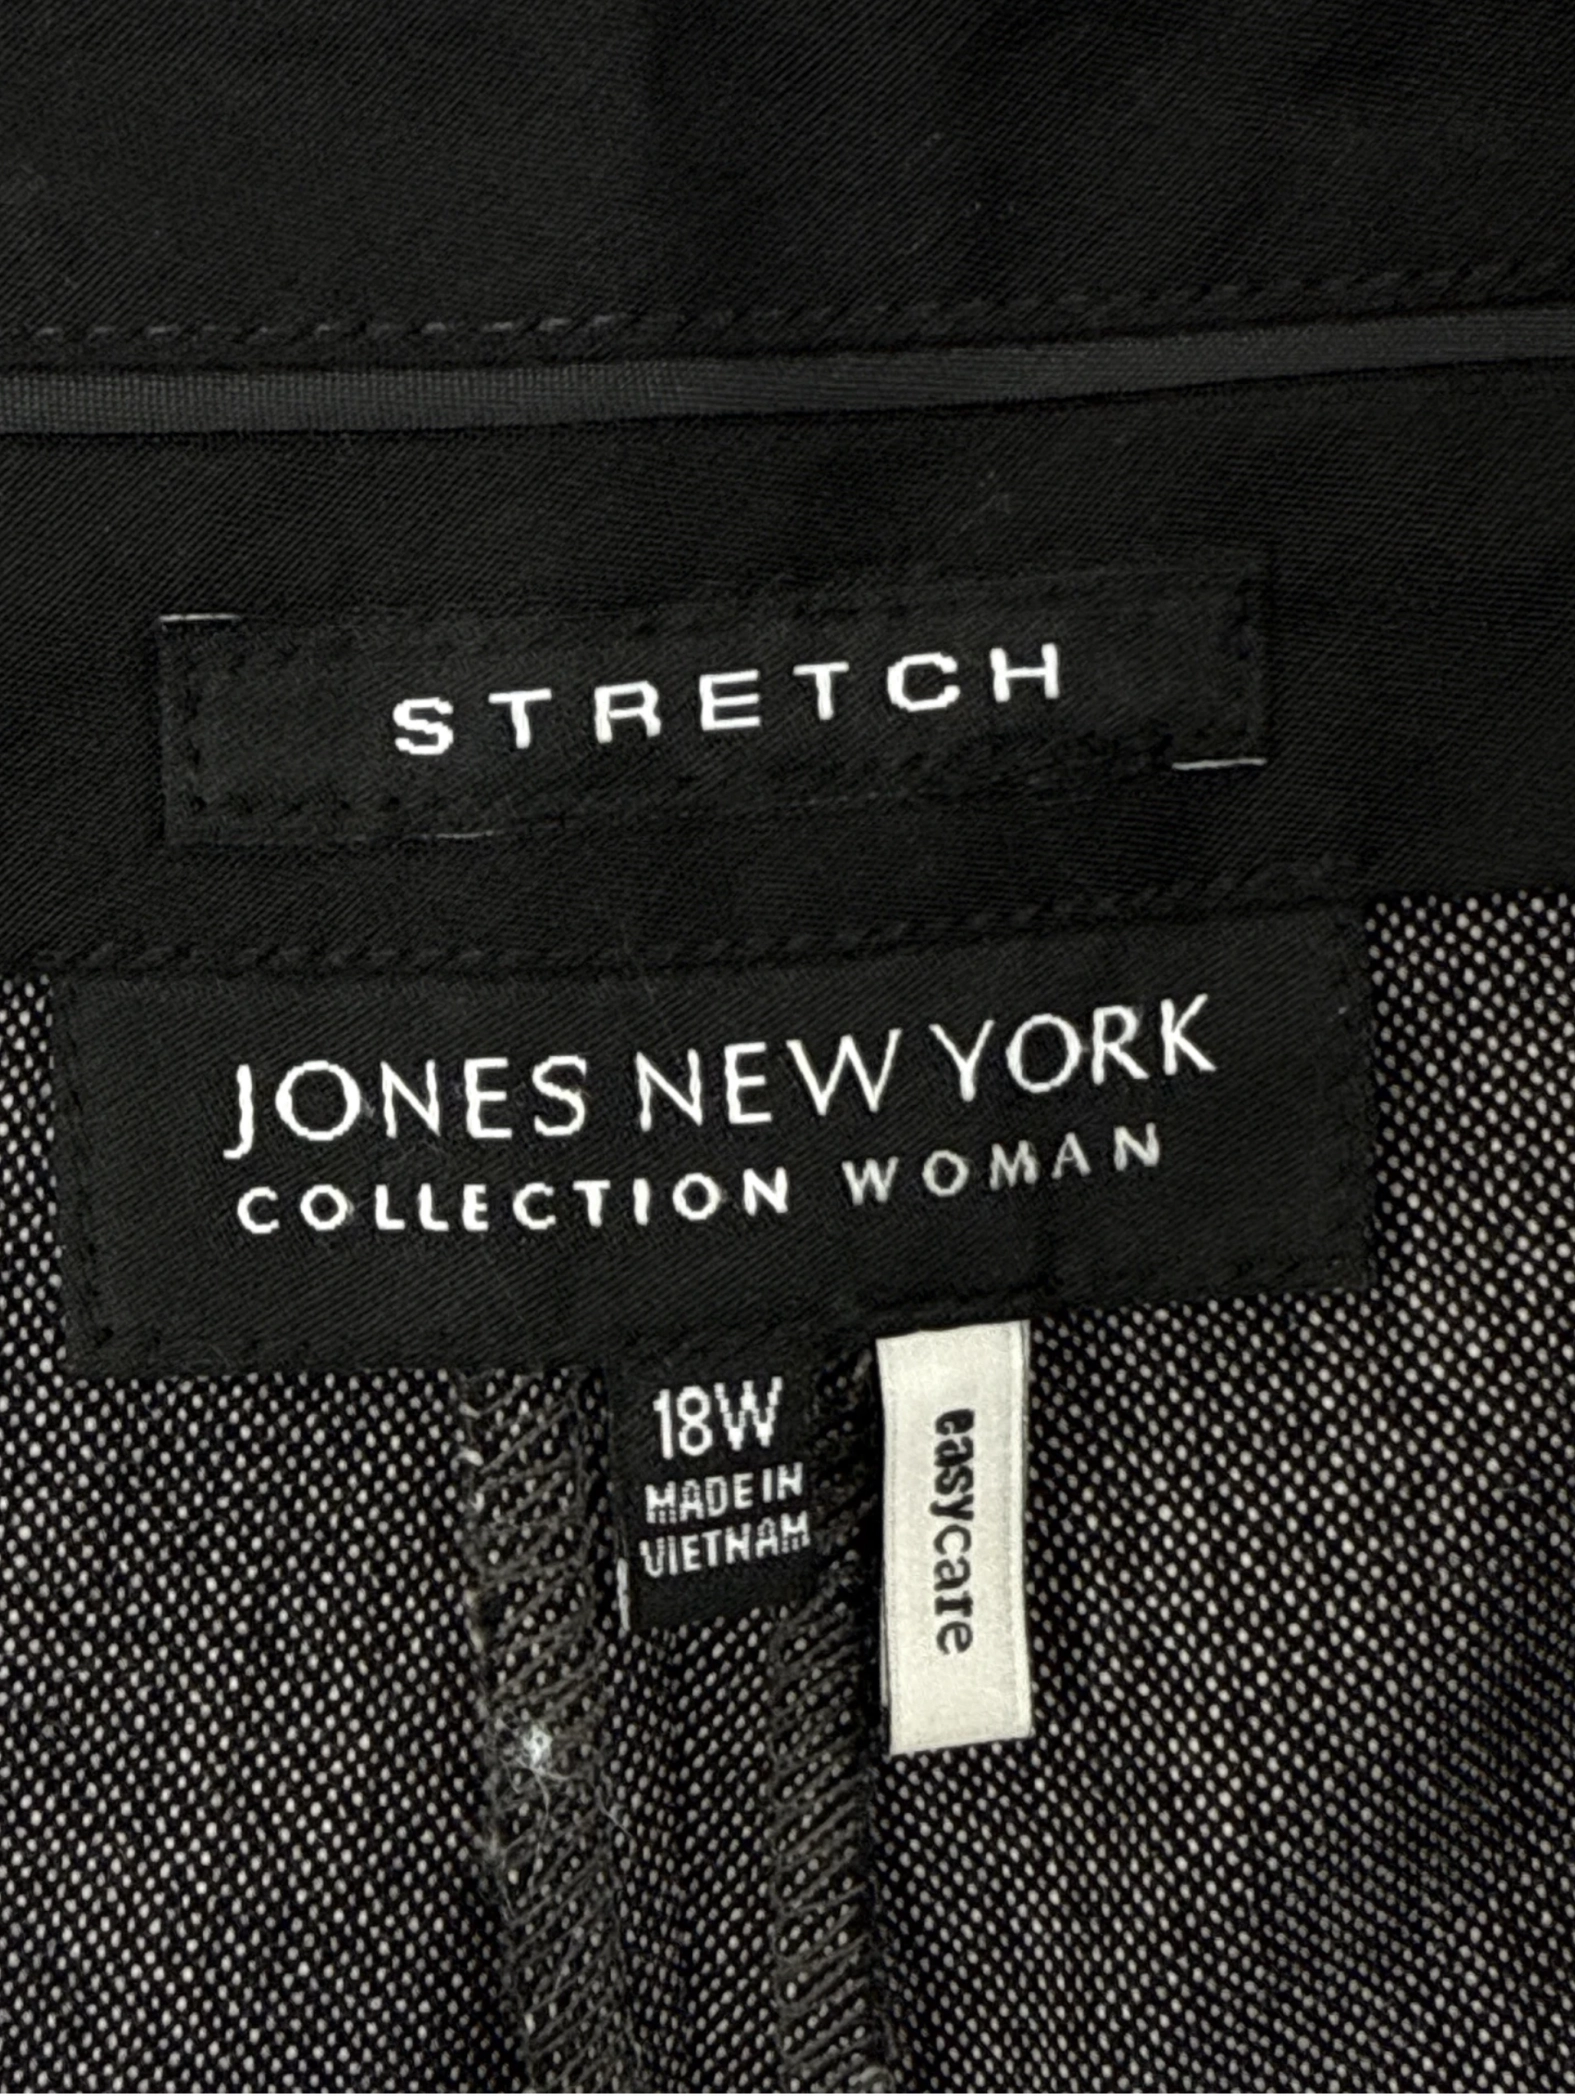 STRETCH
JONES NEW YORK
COLLECTION WOMAN
18W
MADE IN
VIETNAM
easycare